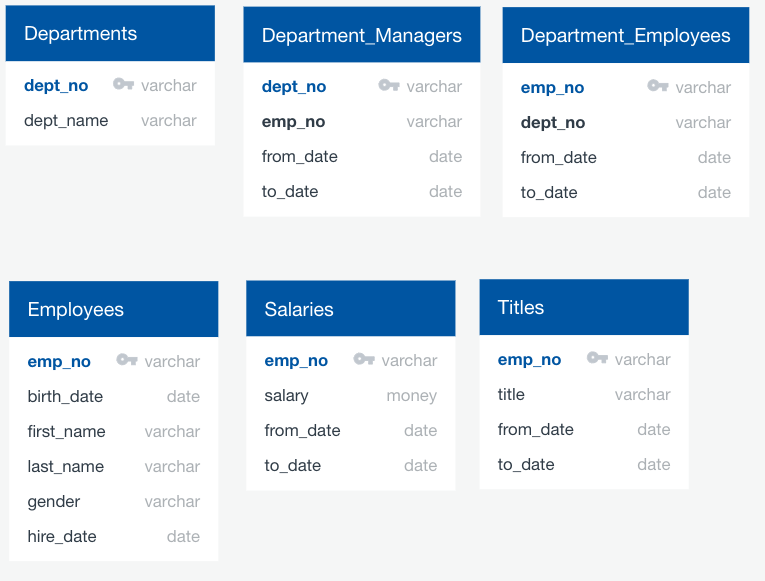 Departments
dept_no varchar
dept_name varchar
Department_Managers
dept_no varchar
emp_no varchar
from_date date
to_date date
Department_Employees
emp_no varchar
dept_no varchar
from_date date
to_date date
Employees
emp_no varchar
birth_date date
first_name varchar
last_name varchar
gender varchar
hire_date date
Salaries
emp_no varchar
salary money
from_date date
to_date date
Titles
emp_no varchar
title varchar
from_date date
to_date date